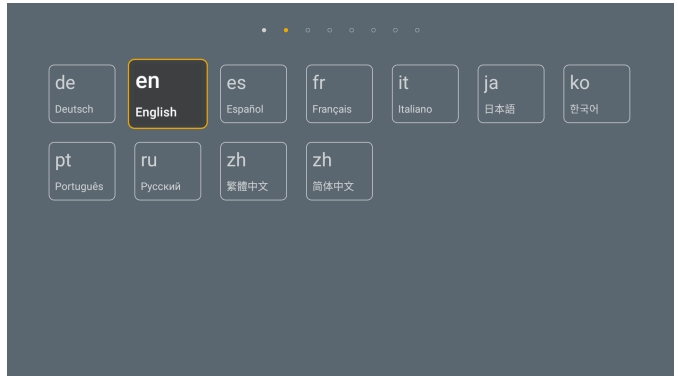 de
Deutsch
en
English
es
Español
fr
Français
it
Italiano
ja
日本語
ko
한국어
pt
Português
ru
Русский
zh
繁體中文
zh
简体中文